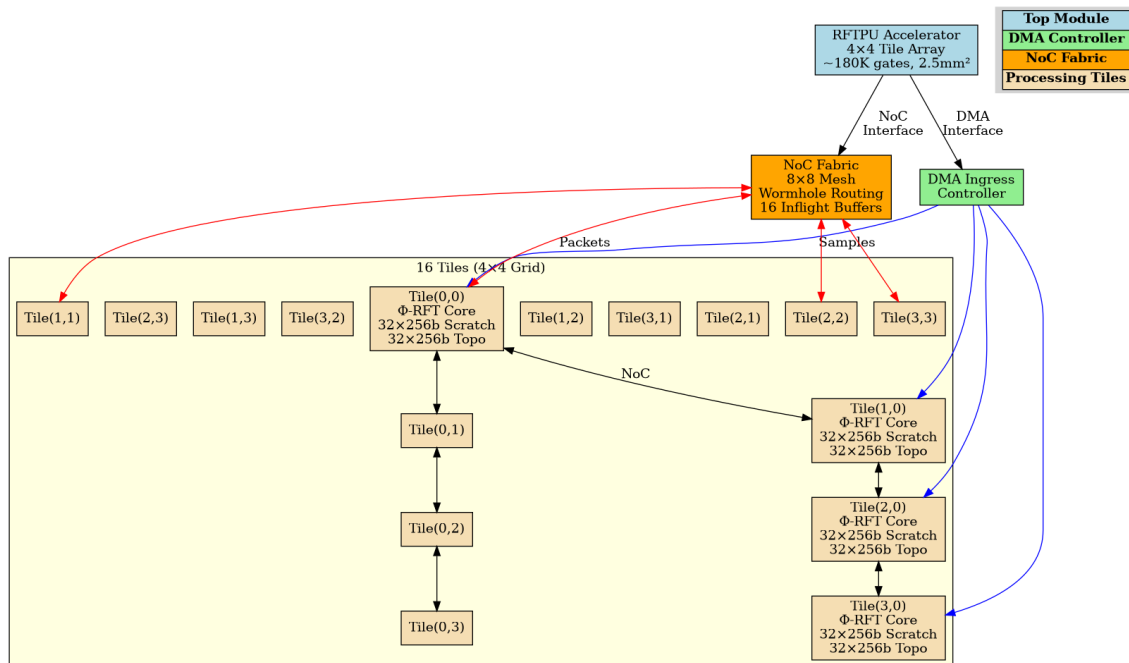 RFTPU Accelerator
4×4 Tile Array
~180K gates, 2.5mm²
Top Module
DMA Controller
NoC Fabric
Processing Tiles
NoC
Interface
DMA
Interface
NoC Fabric
8×8 Mesh
Wormhole Routing
16 Inflight Buffers
DMA Ingress
Controller
Packets
Samples
16 Tiles (4×4 Grid)
Tile(1,1)
Tile(2,3)
Tile(1,3)
Tile(3,2)
Tile(0,0)
Φ-RFT Core
32×256b Scratch
32×256b Topo
Tile(1,2)
Tile(3,1)
Tile(2,1)
Tile(2,2)
Tile(3,3)
NoC
Tile(0,1)
Tile(1,0)
Φ-RFT Core
32×256b Scratch
32×256b Topo
Tile(0,2)
Tile(2,0)
Φ-RFT Core
32×256b Scratch
32×256b Topo
Tile(0,3)
Tile(3,0)
Φ-RFT Core
32×256b Scratch
32×256b Topo